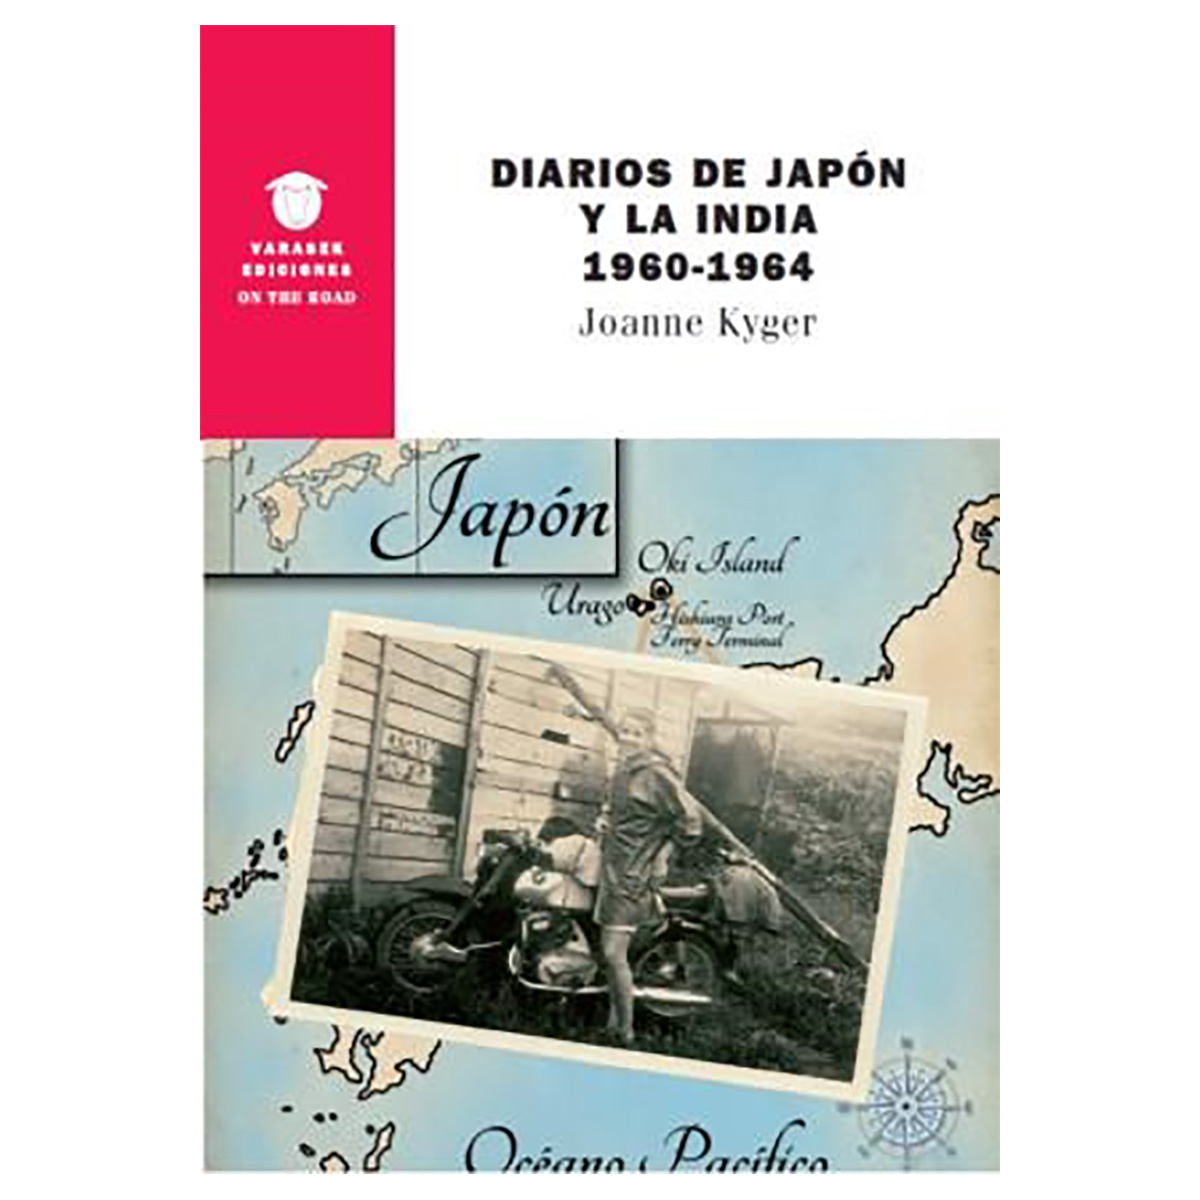 DIARIOS DE JAPÓN
Y LA INDIA
1960-1964
Joanne Kyger
VARASEK
EDICIONES
ON THE ROAD
Japón
Oki Island
Urago
Port
Ferry Terminal
Océano Pacífico